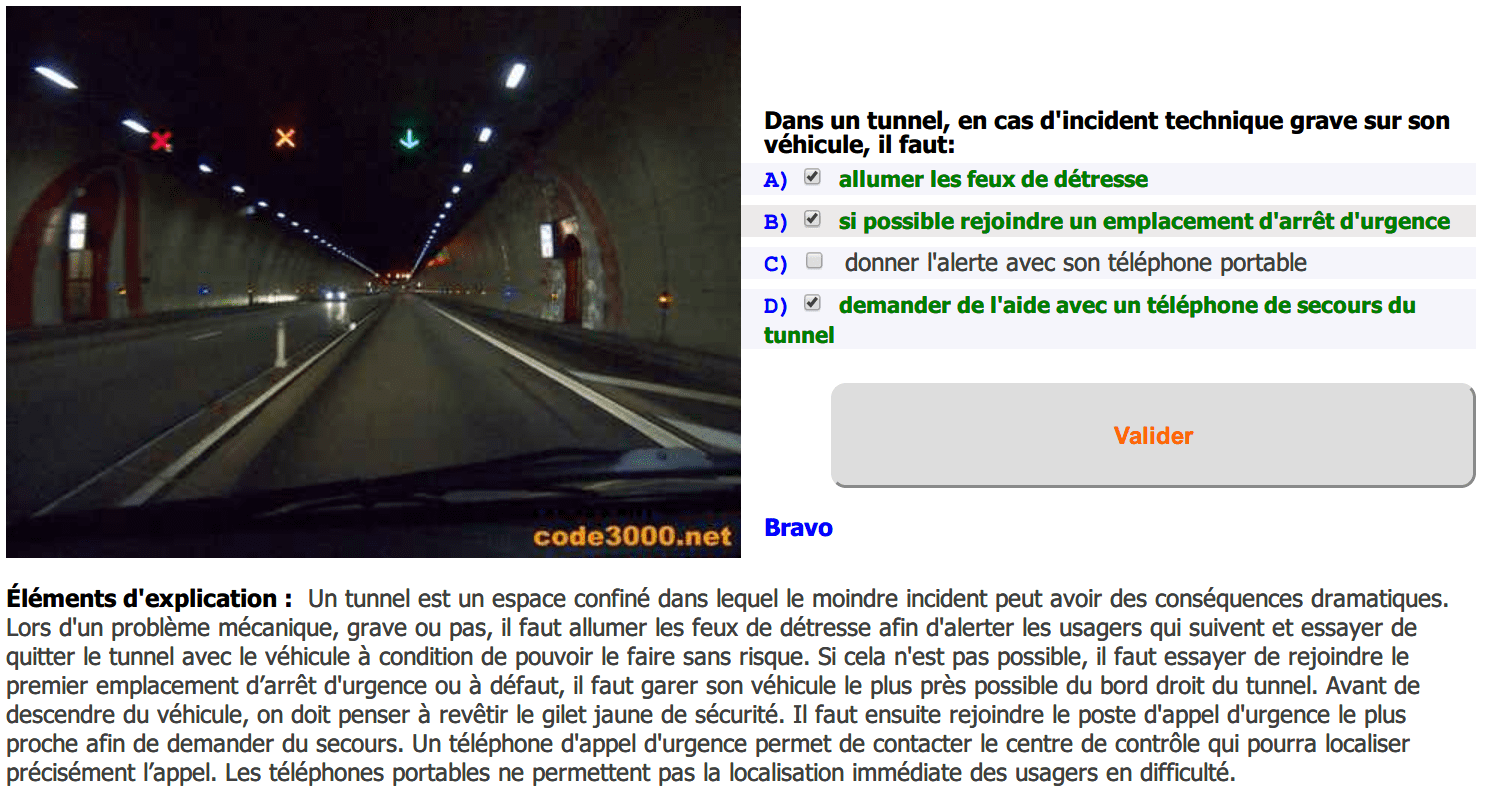 Dans un tunnel, en cas d'incident technique grave sur son
véhicule, il faut:
A) allumer les feux de détresse
B) si possible rejoindre un emplacement d'arrêt d'urgence
C) donner l'alerte avec son téléphone portable
D) demander de l'aide avec un téléphone de secours du
tunnel
Valider
Bravo
code3000.net
Éléments d'explication : Un tunnel est un espace confiné dans lequel le moindre incident peut avoir des conséquences dramatiques.
Lors d'un problème mécanique, grave ou pas, il faut allumer les feux de détresse afin d'alerter les usagers qui suivent et essayer de
quitter le tunnel avec le véhicule à condition de pouvoir le faire sans risque. Si cela n'est pas possible, il faut essayer de rejoindre le
premier emplacement d’arrêt d'urgence ou à défaut, il faut garer son véhicule le plus près possible du bord droit du tunnel. Avant de
descendre du véhicule, on doit penser à revêtir le gilet jaune de sécurité. Il faut ensuite rejoindre le poste d'appel d'urgence le plus
proche afin de demander du secours. Un téléphone d'appel d'urgence permet de contacter le centre de contrôle qui pourra localiser
précisément l’appel. Les téléphones portables ne permettent pas la localisation immédiate des usagers en difficulté.